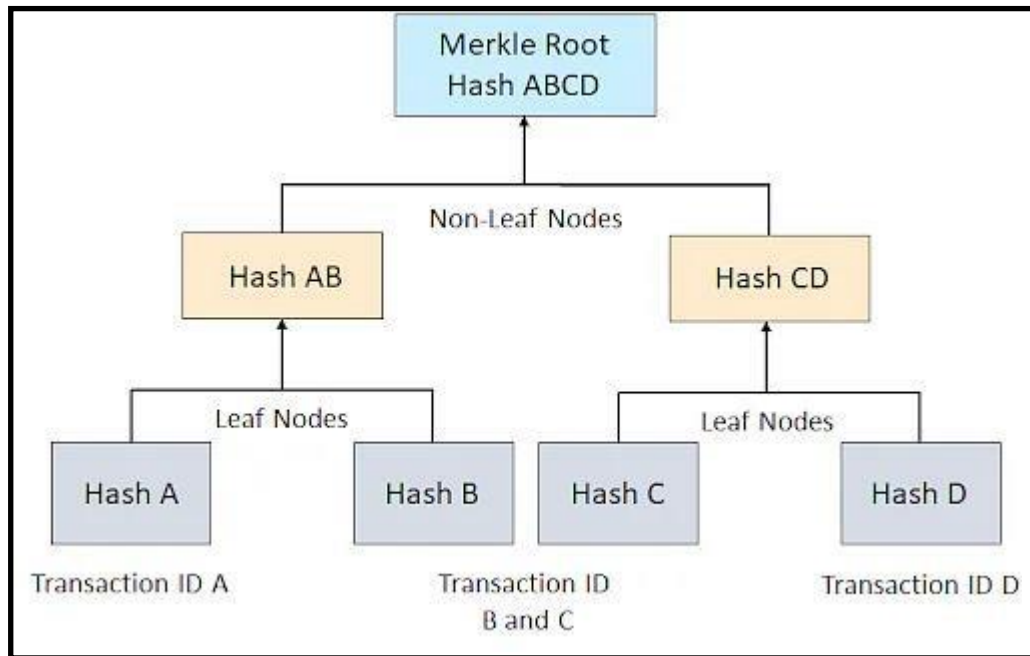 Merkle Root
Hash ABCD
Non-Leaf Nodes
Hash AB
Hash CD
Leaf Nodes
Leaf Nodes
Hash A
Hash B
Hash C
Hash D
Transaction ID A
Transaction ID
B and C
Transaction ID D